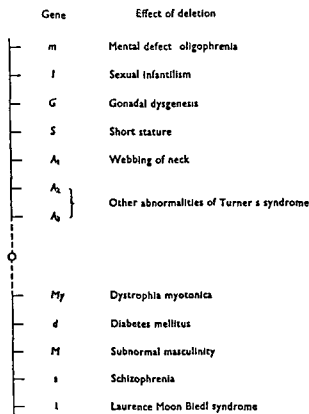 Gene Effect of deletion
m Mental defect oligophrenia
I Sexual infantilism
G Gonadal dysgenesis
S Short stature
A₁ Webbing of neck
A₂
Other abnormalities of Turner s syndrome
A₃
My Dystrophia myotonica
d Diabetes mellitus
M Subnormal masculinity
s Schizophrenia
l Laurence Moon Biedl syndrome